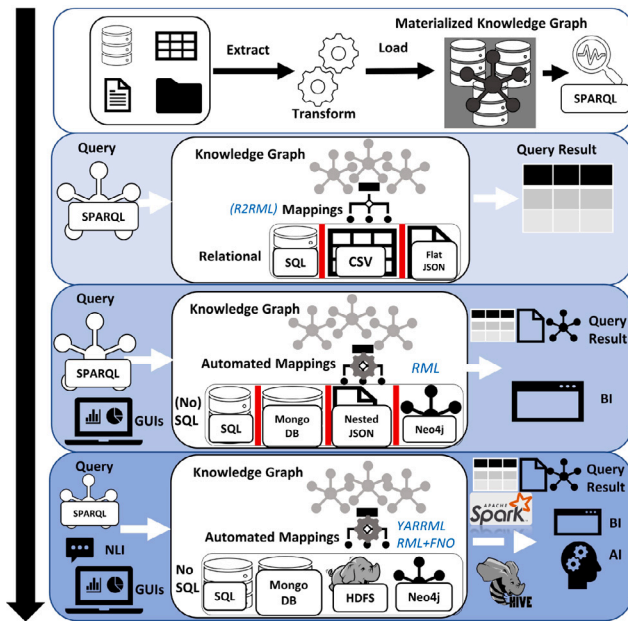 Materialized Knowledge Graph
Extract
Load
Transform
SPARQL
Query
SPARQL
Knowledge Graph
(R2RML) Mappings
Relational
SQL
CSV
Flat
JSON
Query Result
Query
SPARQL
GUIs
Knowledge Graph
Automated Mappings
RML
(No)
SQL
SQL
Mongo
DB
Nested
JSON
Neo4j
Query
Result
BI
Query
SPARQL
NLI
GUIs
Knowledge Graph
YARRML
Automated Mappings
RML+FNO
No
SQL
SQL
Mongo
DB
HDFS
Neo4j
Query
Result
APACHE
Spark
BI
AI
HIVE